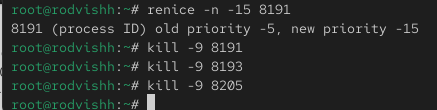 root@rodvishh:~# renice -n -15 8191
8191 (process ID) old priority -5, new priority -15
root@rodvishh:~# kill -9 8191
root@rodvishh:~# kill -9 8193
root@rodvishh:~# kill -9 8205
root@rodvishh:~#